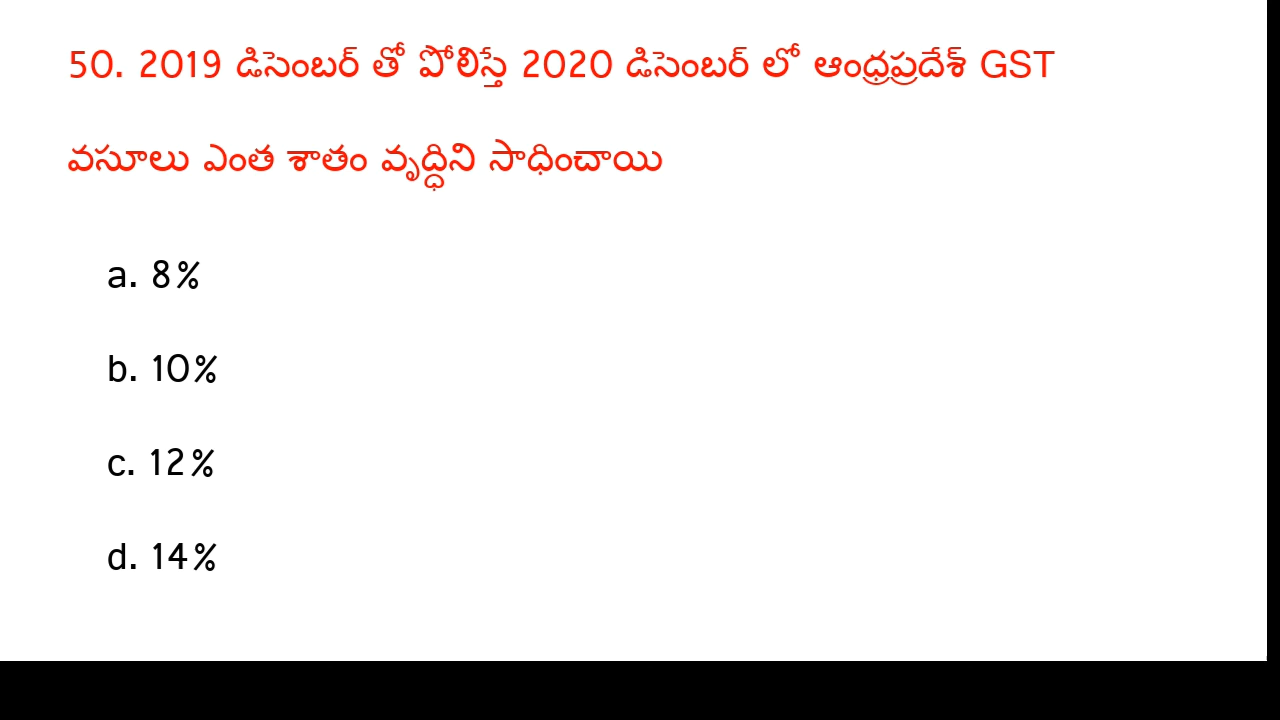 50. 2019 డిసెంబర్ తో పోలిస్తే 2020 డిసెంబర్ లో ఆంధ్రప్రదేశ్ GST
వసూలు ఎంత శాతం వృద్ధిని సాధించాయి
a. 8%
b. 10%
c. 12%
d. 14%